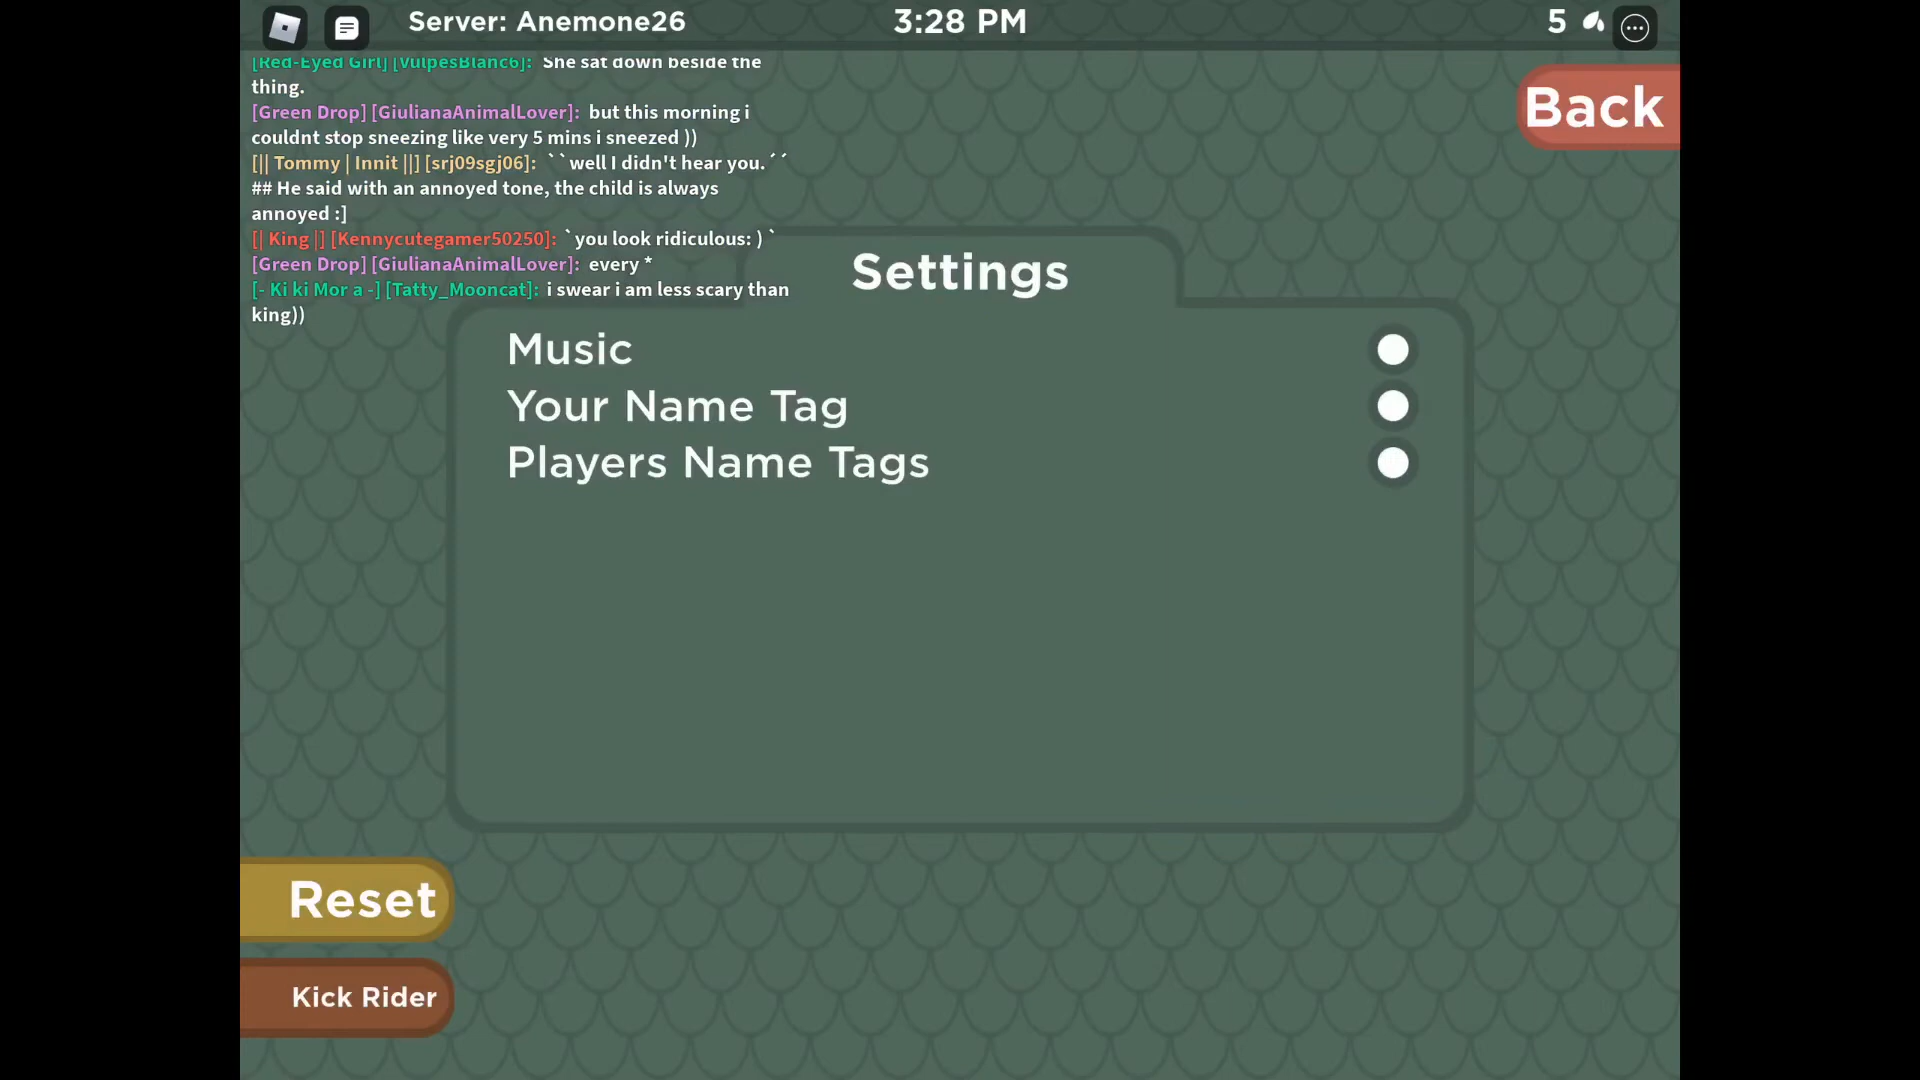 Server: Anemone26
3:28 PM
5
[Red-Eyed Girl] [VulpesBlanc6]: She sat down beside the
thing.
[Green Drop] [GiulianaAnimalLover]: but this morning i
couldnt stop sneezing like very 5 mins i sneezed ))
[|| Tommy | Innit ||] [srj09sgj06]: ``well I didn't hear you.´´
## He said with an annoyed tone, the child is always
annoyed :]
[| King |] [Kennycutegamer50250]: `you look ridiculous: ) `
[Green Drop] [GiulianaAnimalLover]: every *
[- Ki ki Mor a -] [Tatty_Mooncat]: i swear i am less scary than
king))
Back
Settings
Music
Your Name Tag
Players Name Tags
Reset
Kick Rider